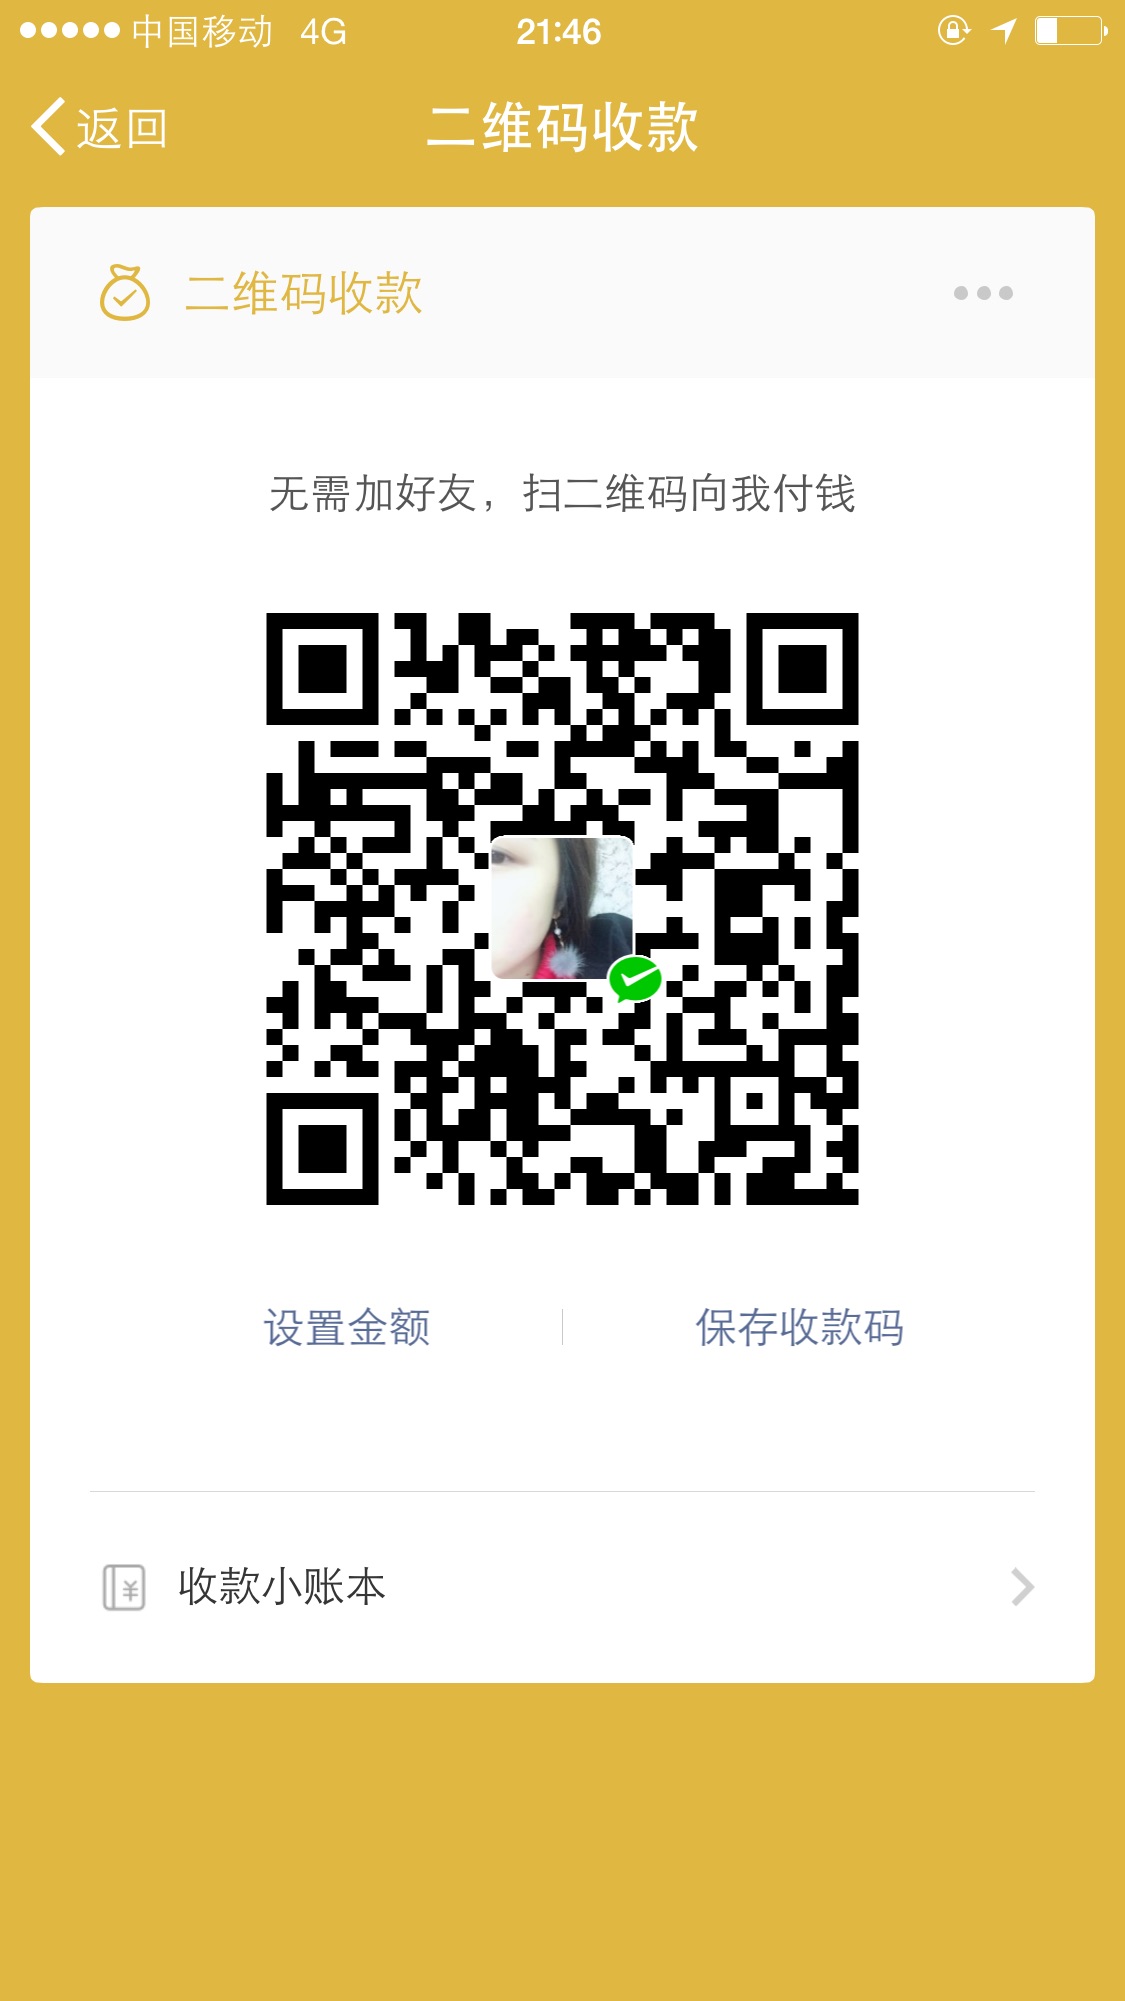 中国移动 4G 21:46
返回 二维码收款
二维码收款
无需加好友，扫二维码向我付钱
设置金额 保存收款码
收款小账本